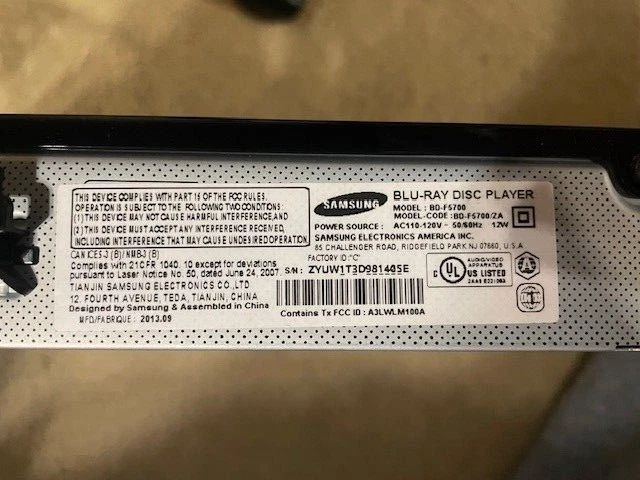 THIS DEVICE COMPLIES WITH PART 15 OF THE FCC RULES.
OPERATION IS SUBJECT TO THE FOLLOWING TWO CONDITIONS:
(1) THIS DEVICE MAY NOT CAUSE HARMFUL INTERFERENCE, AND
(2) THIS DEVICE MUST ACCEPT ANY INTERFERENCE RECEIVED,
INCLUDING INTERFERENCE THAT MAY CAUSE UNDESIRED OPERATION.
CAN ICES-3 (B)/NMB-3 (B)
Complies with 21CFR 1040.10 except for deviations
pursuant to Laser Notice No. 50, dated June 24, 2007.
TIANJIN SAMSUNG ELECTRONICS CO.,LTD
12, FOURTH AVENUE, TEDA, TIANJIN, CHINA
Designed by Samsung & Assembled in China
MFD/FABRIQUE : 2013.09
SAMSUNG
BLU-RAY DISC PLAYER
MODEL : BD-F5700
MODEL-CODE : BD-F5700/ZA
POWER SOURCE : AC110-120V ~ 50/60Hz 12W
SAMSUNG ELECTRONICS AMERICA INC.
85 CHALLENGER ROAD, RIDGEFIELD PARK NJ 07660, U.S.A
FACTORY ID :"C"
S/N : ZYUW1T3D981405E
Contains Tx FCC ID : A3LWLM100A
UL
US LISTED
AUDIO/VIDEO
APPARATUS